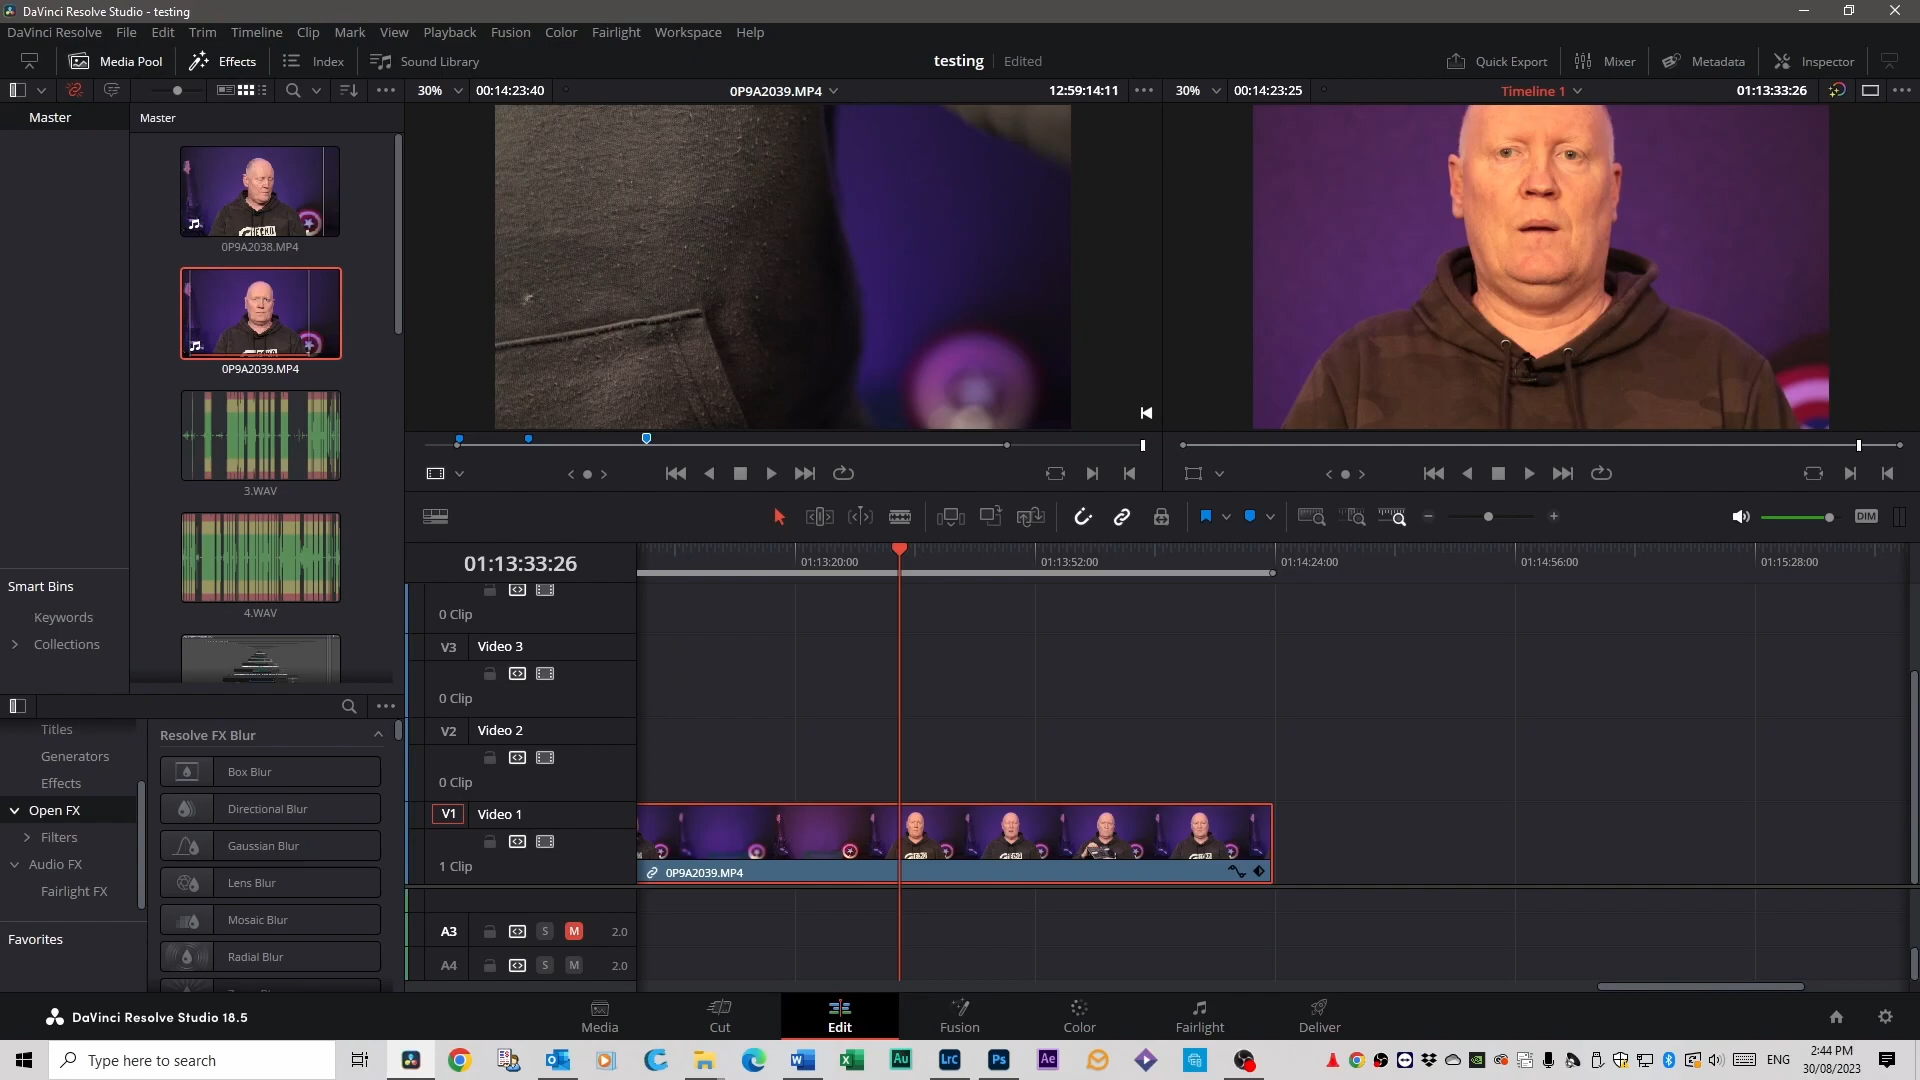 DaVinci Resolve Studio - testing
DaVinci Resolve File Edit Trim Timeline Clip Mark View Playback Fusion Color Fairlight Workspace Help
Media Pool Effects Index Sound Library testing Edited Quick Export Mixer Metadata Inspector
30% 00:14:23:40 0P9A2039.MP4 12:59:14:11 30% 00:14:23:25 Timeline 1 01:13:33:26
Master Master
0P9A2038.MP4
0P9A2039.MP4
3.WAV
4.WAV
Smart Bins
Keywords
Collections
DIM
01:13:33:26 01:13:20:00 01:13:52:00 01:14:24:00 01:14:56:00 01:15:28:00
0 Clip
V3 Video 3
0 Clip
V2 Video 2
0 Clip
V1 Video 1
1 Clip
0P9A2039.MP4
A3 S M 2.0
A4 S M 2.0
Titles
Generators
Effects
Open FX
Filters
Audio FX
Fairlight FX
Favorites
Resolve FX Blur
Box Blur
Directional Blur
Gaussian Blur
Lens Blur
Mosaic Blur
Radial Blur
DaVinci Resolve Studio 18.5
Media Cut Edit Fusion Color Fairlight Deliver
Type here to search
Au LrC Ps Ae
ENG
2:44 PM
30/08/2023